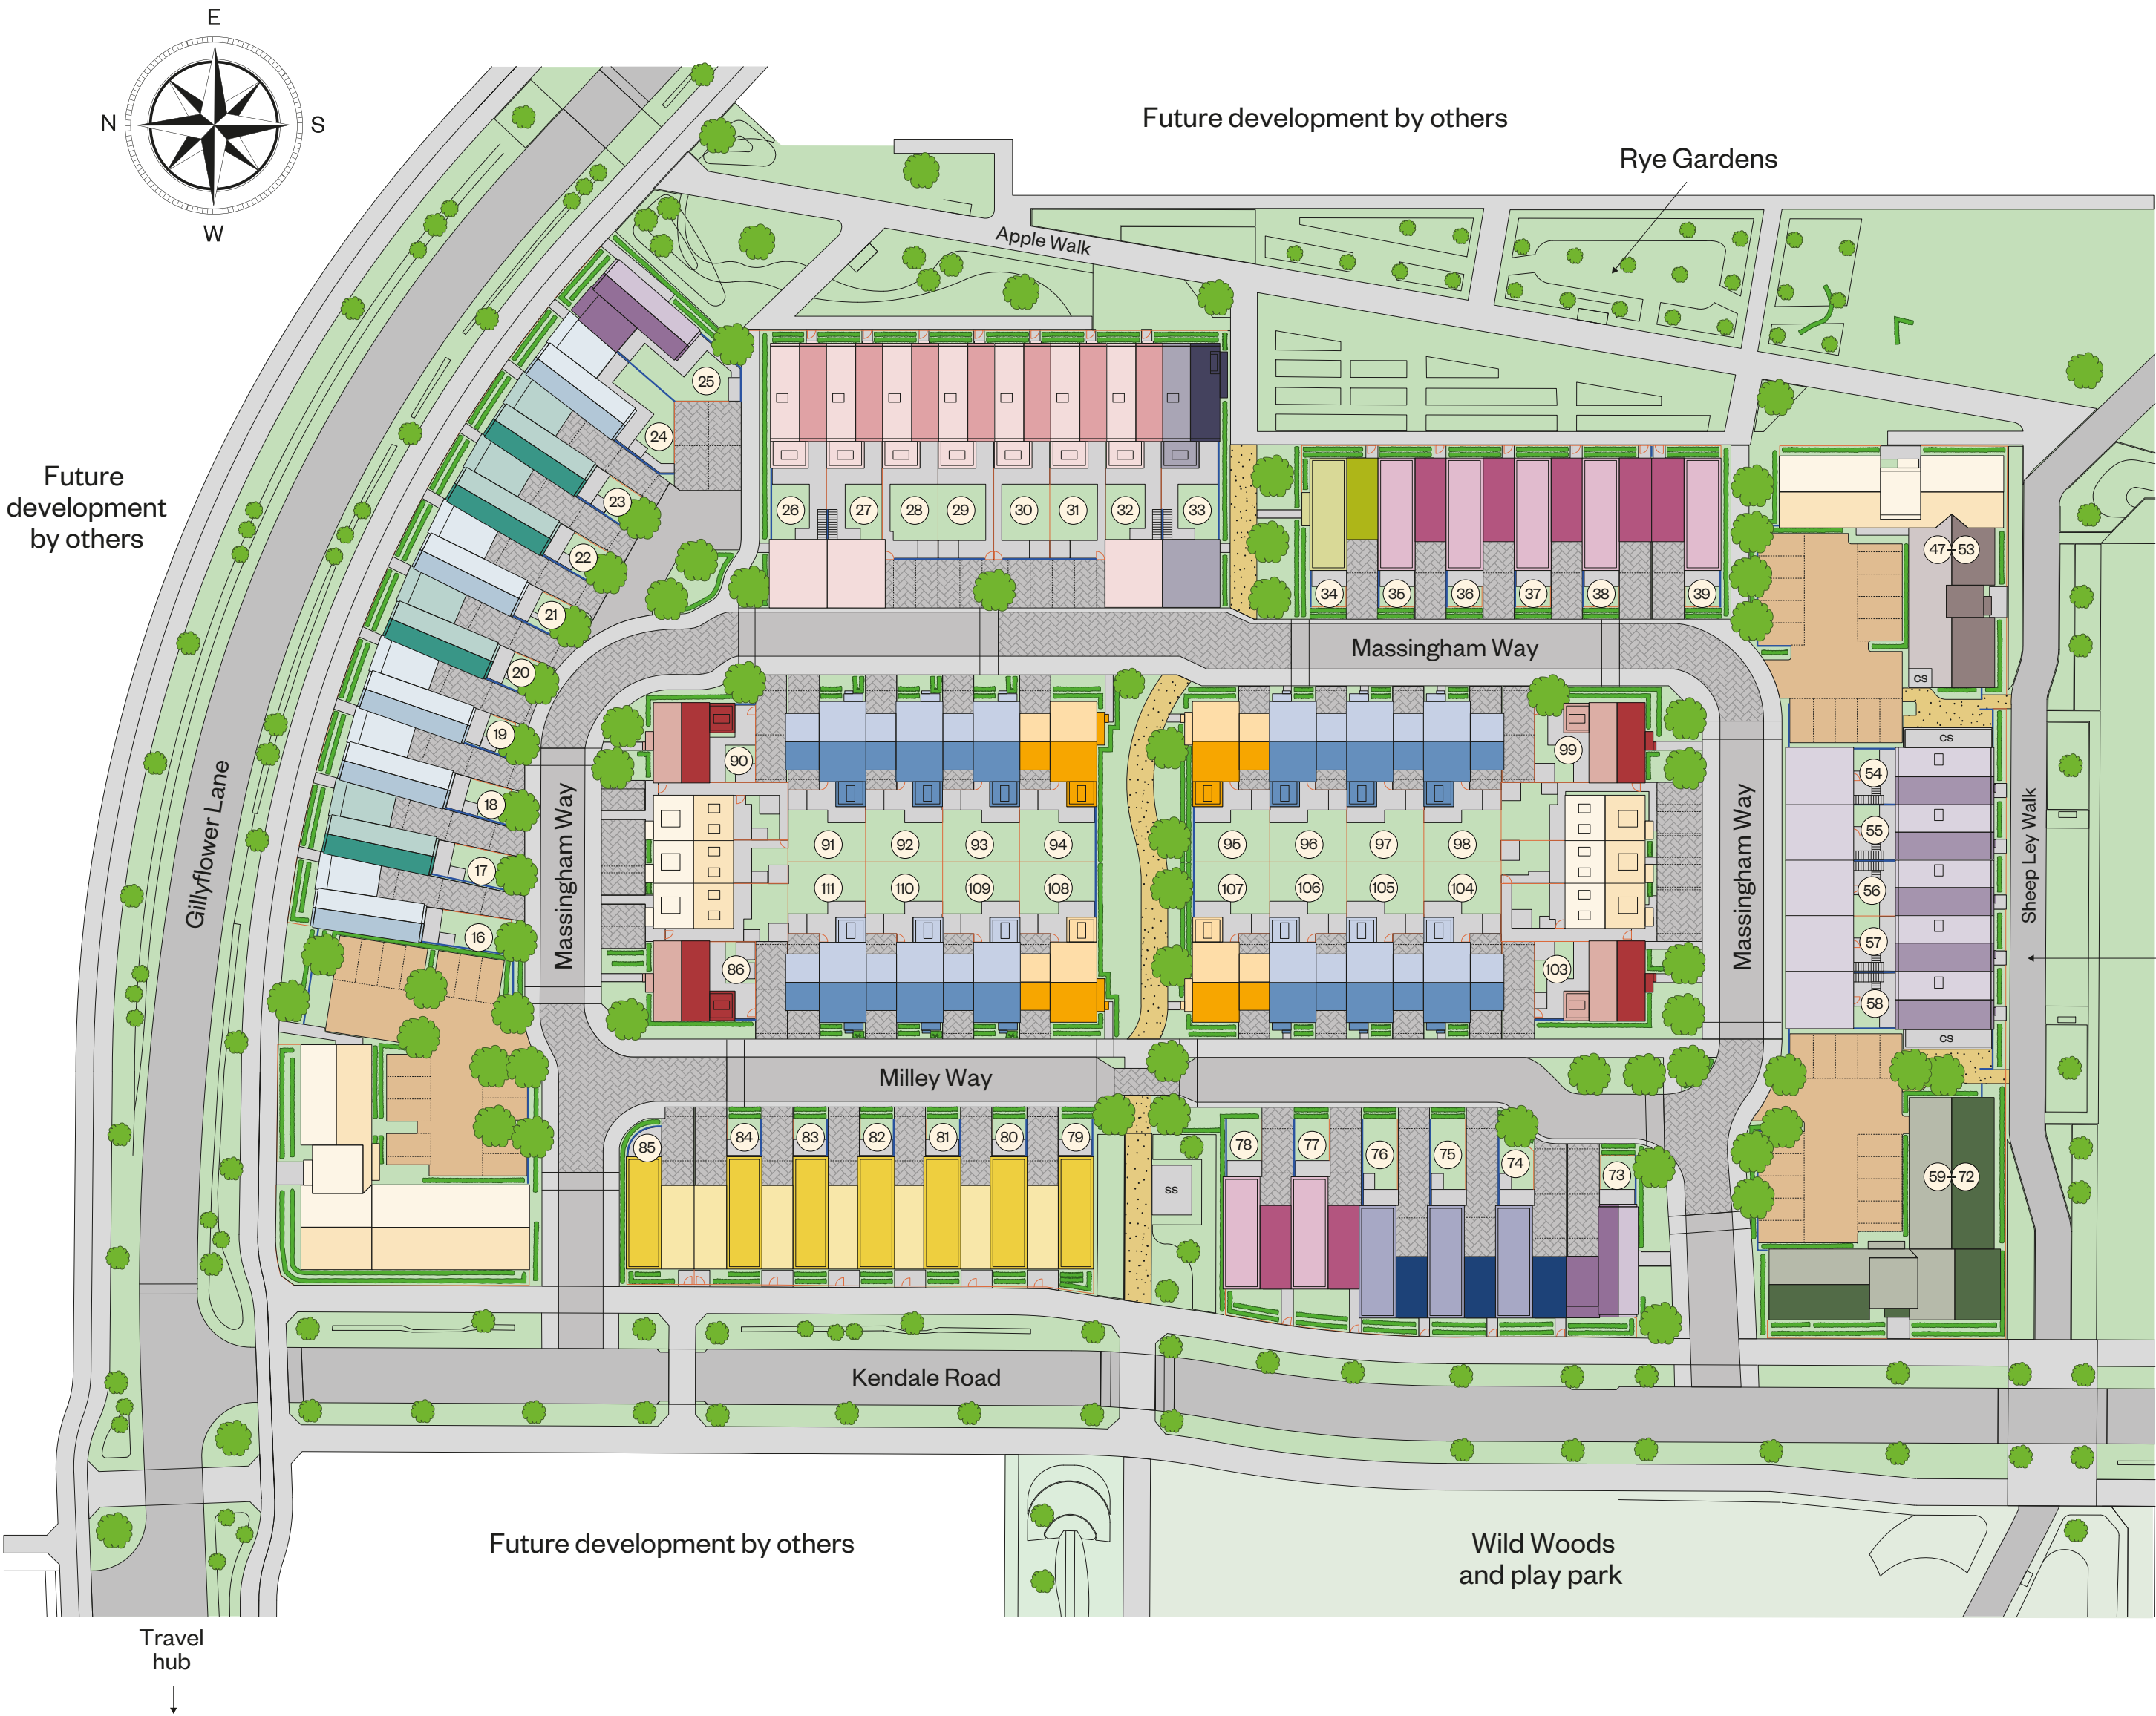 E
N
S
W
Future development by others
Rye Gardens
Apple Walk
Future
development
by others
25
24
23
22
21
20
19
18
17
16
26
27
28
29
30
31
32
33
34
35
36
37
38
39
47-53
cs
Massingham Way
90
99
91
92
93
94
95
96
97
98
111
110
109
108
107
106
105
104
86
103
Gillyflower Lane
Massingham Way
Massingham Way
cs
54
55
56
57
58
cs
Sheep Ley Walk
Milley Way
85
84
83
82
81
80
79
ss
78
77
76
75
74
73
59-72
Kendale Road
Future development by others
Wild Woods
and play park
Travel
hub